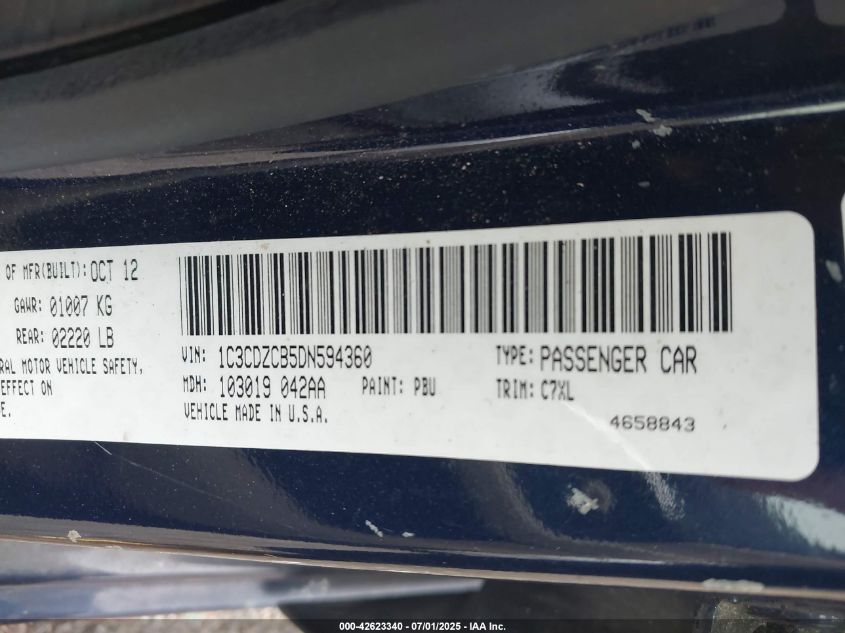 OF MFR(BUILT): OCT 12
GAWR: 01007 KG
REAR: 02220 LB
RAL MOTOR VEHICLE SAFETY,
EFFECT ON
E.
VIN: 1C3CDZCB5DN594360
TYPE: PASSENGER CAR
MDH: 103019 042AA
PAINT: PBU
TRIM: C7XL
VEHICLE MADE IN U.S.A.
4658843
000-42623340 - 07/01/2025 - IAA Inc.